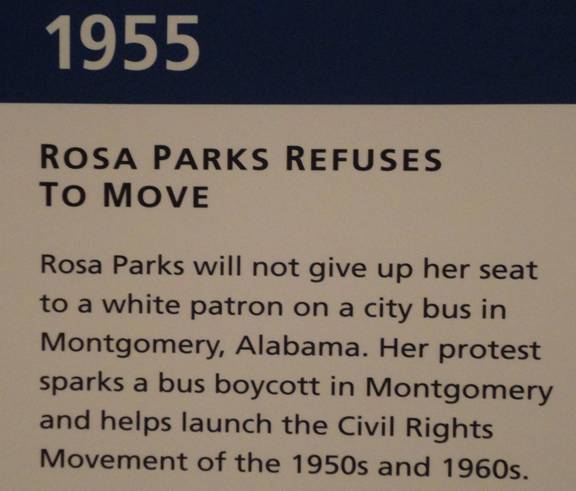 1955
ROSA PARKS REFUSES
TO MOVE
Rosa Parks will not give up her seat
to a white patron on a city bus in
Montgomery, Alabama. Her protest
sparks a bus boycott in Montgomery
and helps launch the Civil Rights
Movement of the 1950s and 1960s.